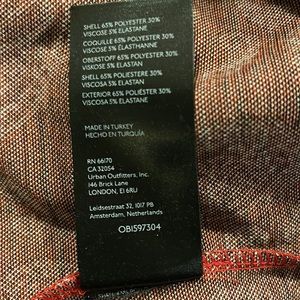 SHELL 65% POLYESTER 30%
VISCOSE 5% ELASTANE
COQUILLE 65% POLYESTER 30%
VISCOSE 5% ÉLASTHANNE
OBERSTOFF 65% POLYESTER 30%
VISKOSE 5% ELASTAN
SHELL 65% POLIESTERE 30%
VISCOSA 5% ELASTAN
EXTERIOR 65% POLIÉSTER 30%
VISCOSA 5% ELASTANO
MADE IN TURKEY
HECHO EN TURQUÍA
RN 66170
CA 32054
Urban Outfitters, Inc.
146 Brick Lane
LONDON, E1 6RU
Leidsestraat 32, 1017 PB
Amsterdam, Netherlands
OB1597304